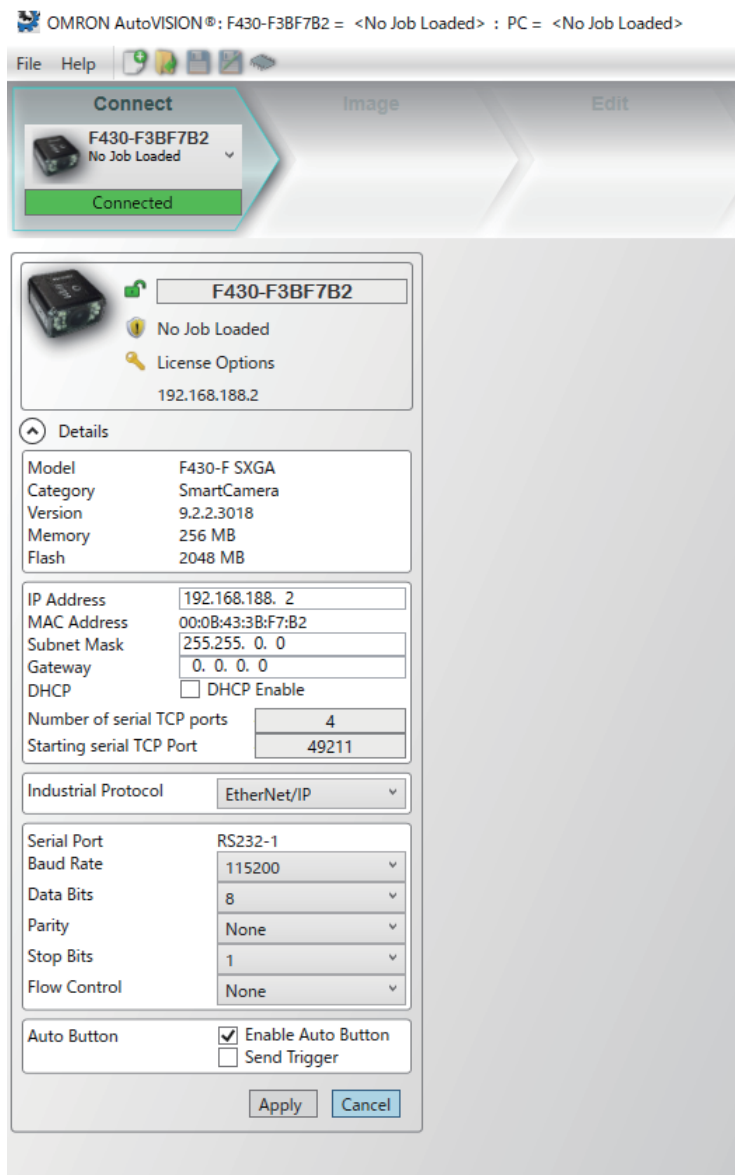 OMRON AutoVISION®: F430-F3BF7B2 = <No Job Loaded> : PC = <No Job Loaded>
File Help
Connect Image Edit
F430-F3BF7B2
No Job Loaded
Connected
F430-F3BF7B2
No Job Loaded
License Options
192.168.188.2
Details
Model F430-F SXGA
Category SmartCamera
Version 9.2.2.3018
Memory 256 MB
Flash 2048 MB
IP Address 192.168.188. 2
MAC Address 00:0B:43:3B:F7:B2
Subnet Mask 255.255. 0. 0
Gateway 0. 0. 0. 0
DHCP DHCP Enable
Number of serial TCP ports 4
Starting serial TCP Port 49211
Industrial Protocol EtherNet/IP
Serial Port RS232-1
Baud Rate 115200
Data Bits 8
Parity None
Stop Bits 1
Flow Control None
Auto Button Enable Auto Button
Send Trigger
Apply Cancel